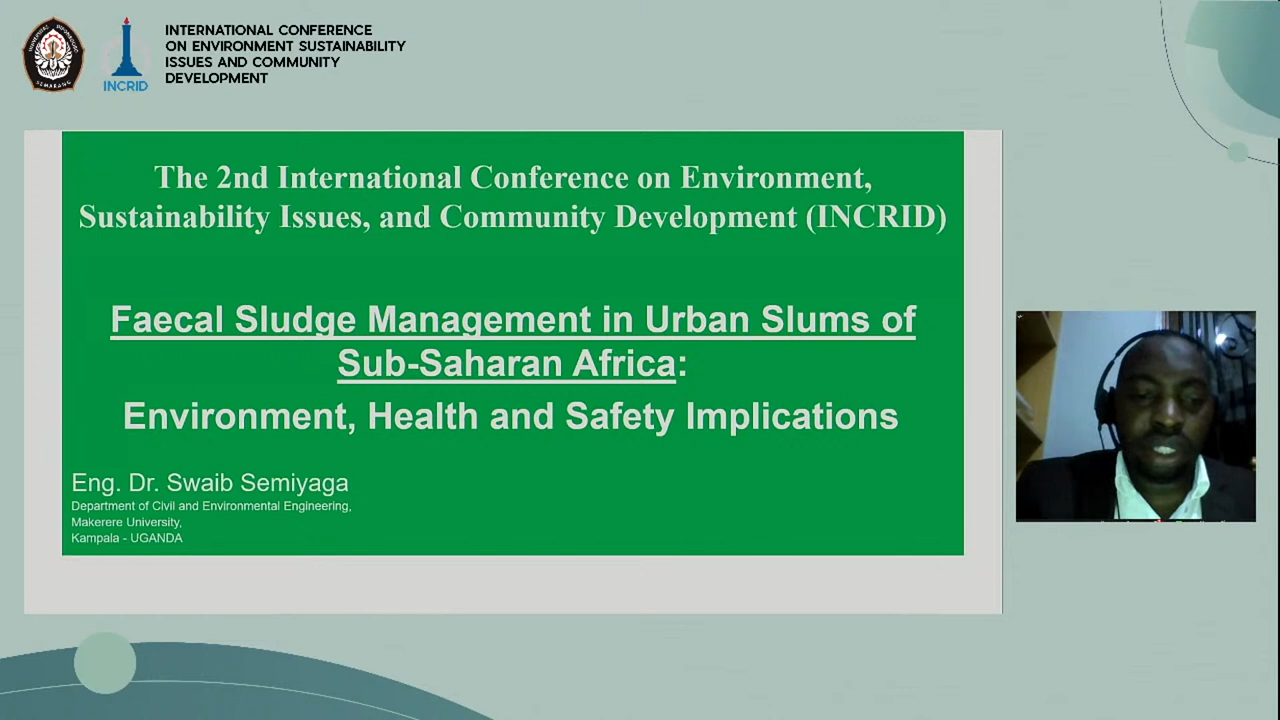 INTERNATIONAL CONFERENCE
ON ENVIRONMENT SUSTAINABILITY
ISSUES AND COMMUNITY
DEVELOPMENT
INCRID
SEMARANG
The 2nd International Conference on Environment,
Sustainability Issues, and Community Development (INCRID)
Faecal Sludge Management in Urban Slums of
Sub-Saharan Africa:
Environment, Health and Safety Implications
Eng. Dr. Swaib Semiyaga
Department of Civil and Environmental Engineering,
Makerere University,
Kampala - UGANDA